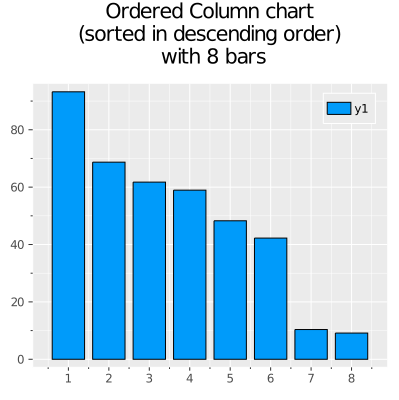 Ordered Column chart
(sorted in descending order)
with 8 bars
y1
80
60
40
20
0
1 2 3 4 5 6 7 8